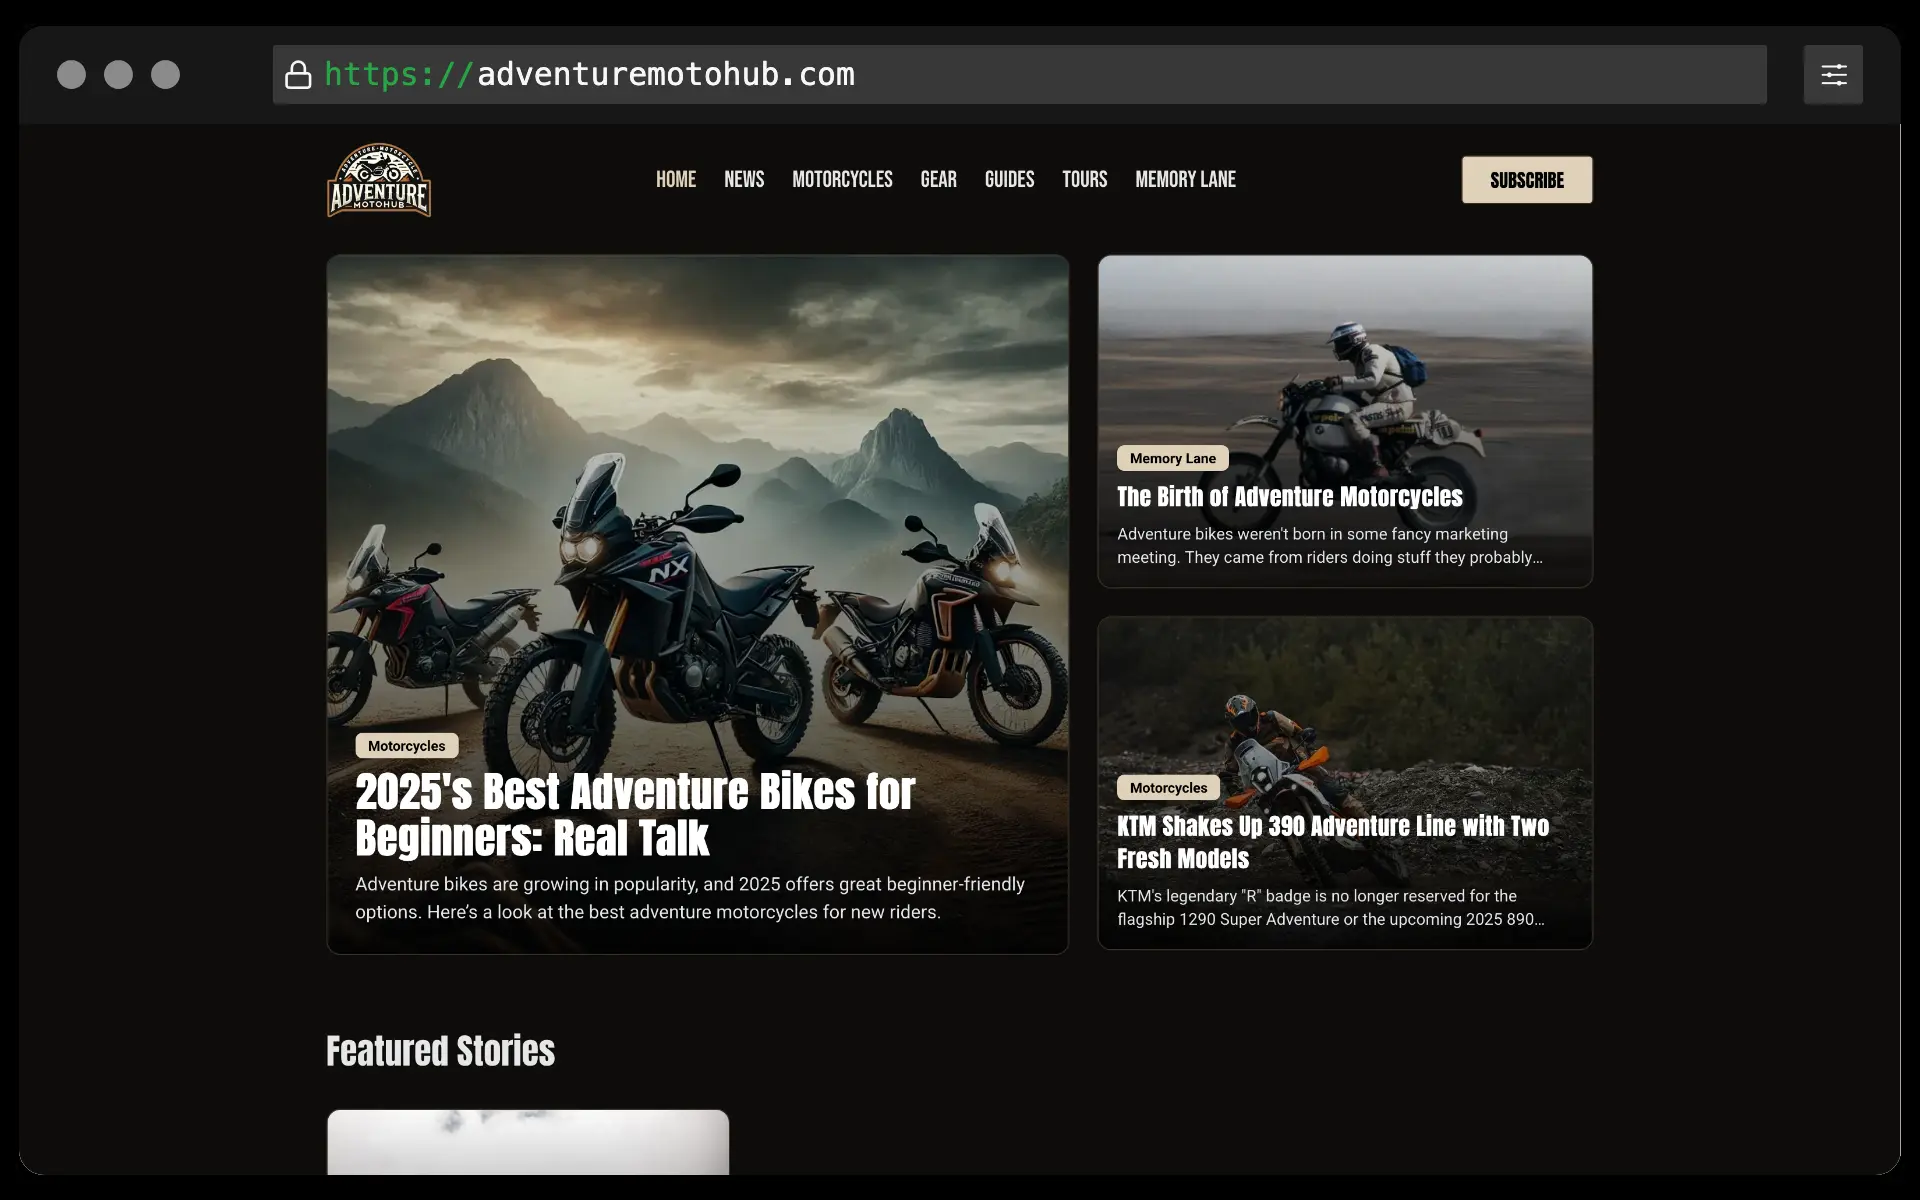 https://adventuremotohub.com
ADVENTURE·MOTORCYCLE
ADVENTURE
MOTOHUB
HOME NEWS MOTORCYCLES GEAR GUIDES TOURS MEMORY LANE
SUBSCRIBE
NX
Motorcycles
2025's Best Adventure Bikes for
Beginners: Real Talk
Adventure bikes are growing in popularity, and 2025 offers great beginner-friendly
options. Here’s a look at the best adventure motorcycles for new riders.
Memory Lane
The Birth of Adventure Motorcycles
Adventure bikes weren't born in some fancy marketing
meeting. They came from riders doing stuff they probably...
Motorcycles
KTM Shakes Up 390 Adventure Line with Two
Fresh Models
KTM's legendary "R" badge is no longer reserved for the
flagship 1290 Super Adventure or the upcoming 2025 890...
Featured Stories